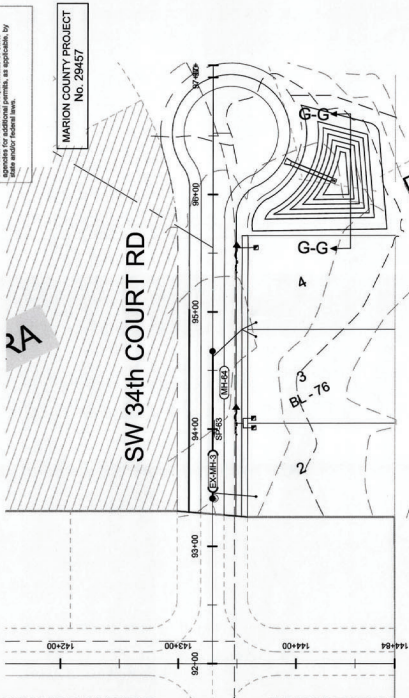 agencies for additional permits, as applicable, by
state and/or federal laws.
MARION COUNTY PROJECT
No. 29457
RA
SW 34th COURT RD
97+60
96+00
95+00
94+00
93+00
92+00
G-G
G-G
MH-64
SP-63
EX-MH-3
4
3
BL-76
2
142+00
143+00
144+00
144+84